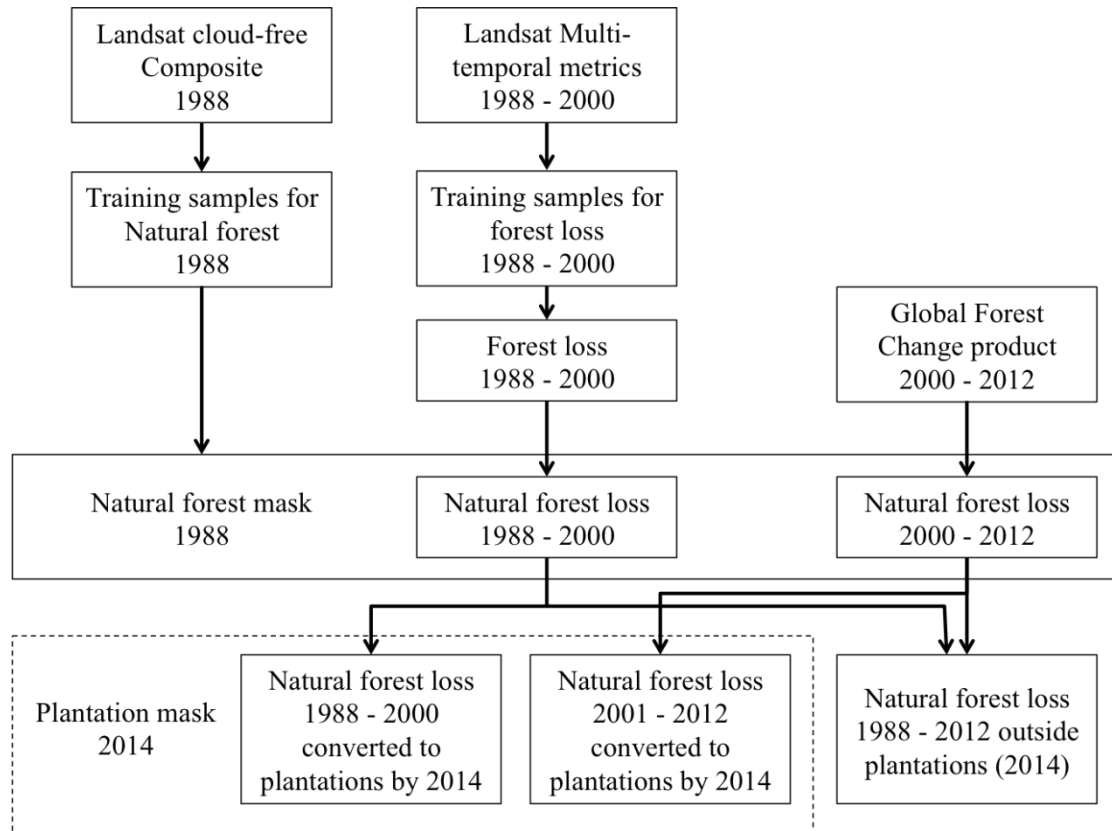 Landsat cloud-free
Composite
1988
Landsat Multi-
temporal metrics
1988 - 2000
Training samples for
Natural forest
1988
Training samples for
forest loss
1988 - 2000
Forest loss
1988 - 2000
Global Forest
Change product
2000 - 2012
Natural forest mask
1988
Natural forest loss
1988 - 2000
Natural forest loss
2000 - 2012
Plantation mask
2014
Natural forest loss
1988 - 2000
converted to
plantations by 2014
Natural forest loss
2001 - 2012
converted to
plantations by 2014
Natural forest loss
1988 - 2012 outside
plantations (2014)